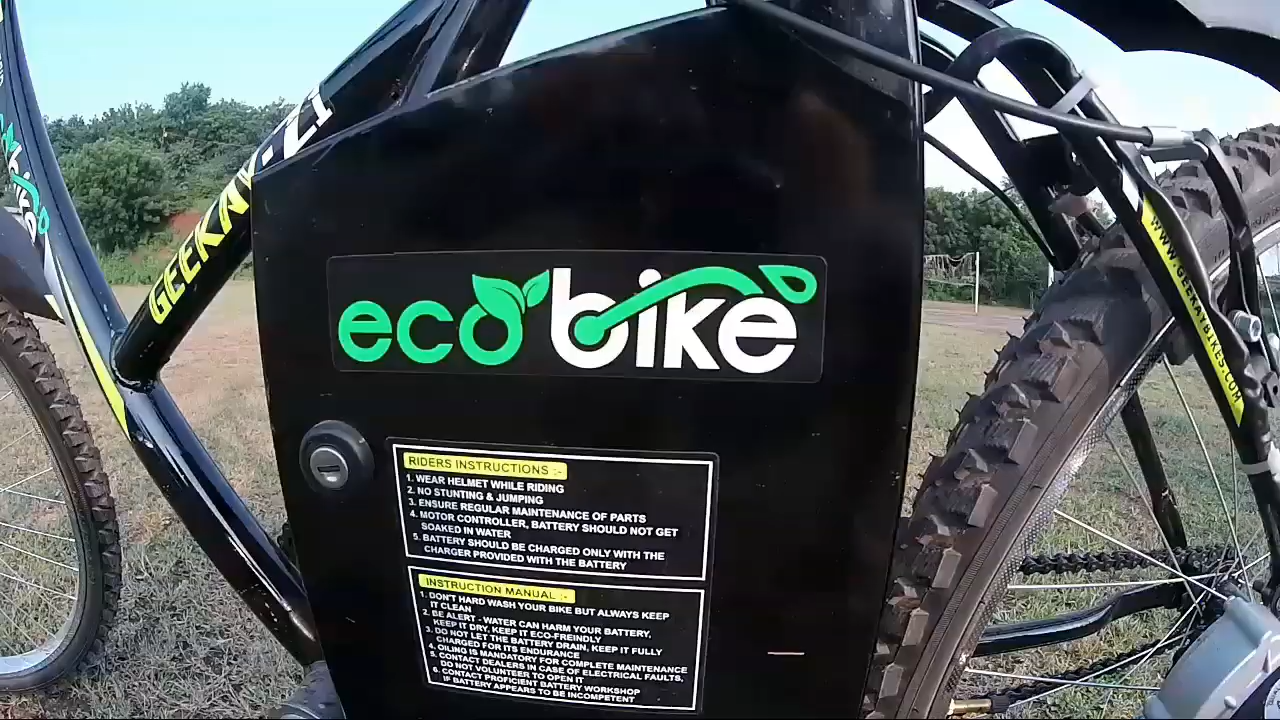 GEEKAY
eco bike
bike
WWW.GEEKAYBIKES.COM
RIDERS INSTRUCTIONS :-
1. WEAR HELMET WHILE RIDING
2. NO STUNTING & JUMPING
3. ENSURE REGULAR MAINTENANCE OF PARTS
4. MOTOR CONTROLLER, BATTERY SHOULD NOT GET
SOAKED IN WATER
5. BATTERY SHOULD BE CHARGED ONLY WITH THE
CHARGER PROVIDED WITH THE BATTERY
INSTRUCTION MANUAL :-
1. DON'T HARD WASH YOUR BIKE BUT ALWAYS KEEP
IT CLEAN
2. BE ALERT - WATER CAN HARM YOUR BATTERY,
KEEP IT DRY, KEEP IT ECO-FREINDLY
3. DO NOT LET THE BATTERY DRAIN, KEEP IT FULLY
CHARGED FOR ITS ENDURANCE
4. OILING IS MANDATORY FOR COMPLETE MAINTENANCE
5. CONTACT DEALERS IN CASE OF ELECTRICAL FAULTS,
DO NOT VOLUNTEER TO OPEN IT
6. CONTACT PROFICIENT BATTERY WORKSHOP
IF BATTERY APPEARS TO BE INCOMPETENT